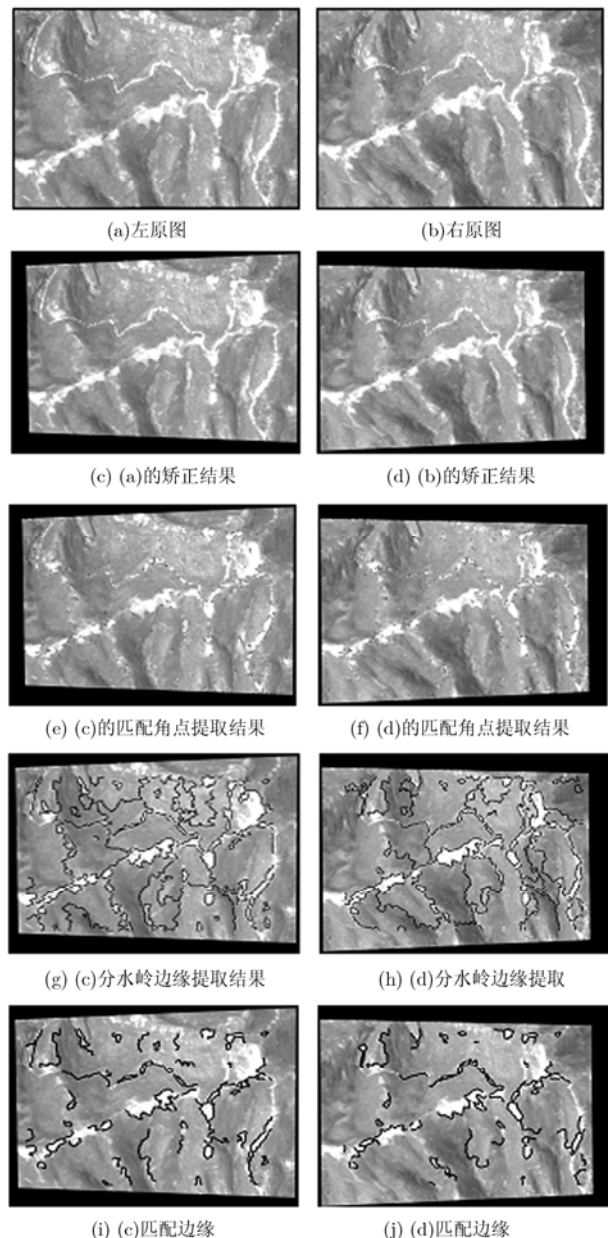 (a)左原图
(b)右原图
(c) (a)的矫正结果
(d) (b)的矫正结果
(e) (c)的匹配角点提取结果
(f) (d)的匹配角点提取结果
(g) (c)分水岭边缘提取结果
(h) (d)分水岭边缘提取
(i) (c)匹配边缘
(j) (d)匹配边缘